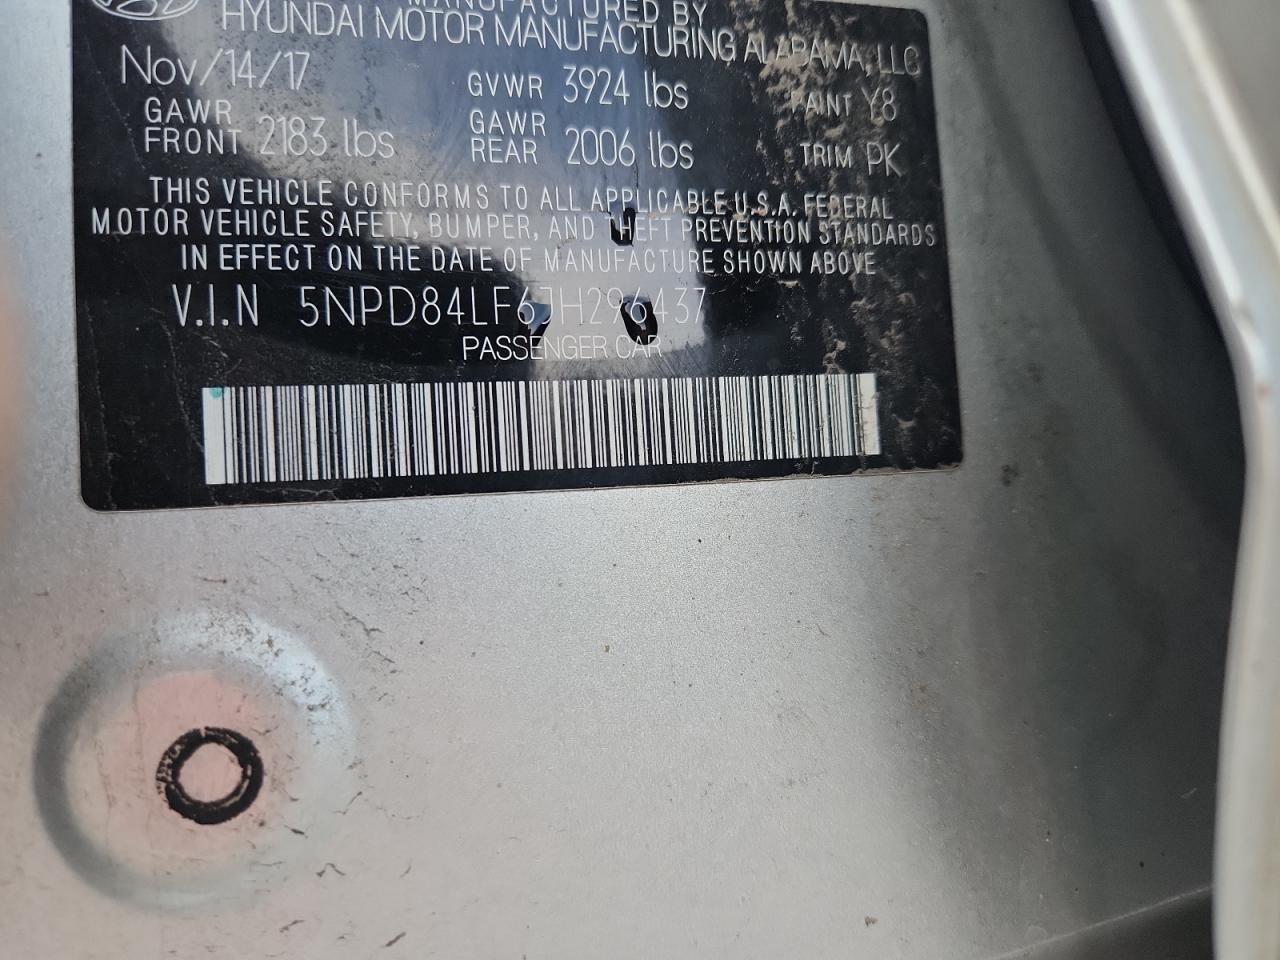 MANUFACTURED BY
HYUNDAI MOTOR MANUFACTURING ALABAMA, LLC
Nov/14/17 GVWR 3924 lbs PAINT Y8
GAWR FRONT 2183 lbs GAWR REAR 2006 lbs TRIM PK
THIS VEHICLE CONFORMS TO ALL APPLICABLE U.S.A. FEDERAL
MOTOR VEHICLE SAFETY, BUMPER, AND THEFT PREVENTION STANDARDS
IN EFFECT ON THE DATE OF MANUFACTURE SHOWN ABOVE
V.I.N 5NPD84LF6JH296437
PASSENGER CAR